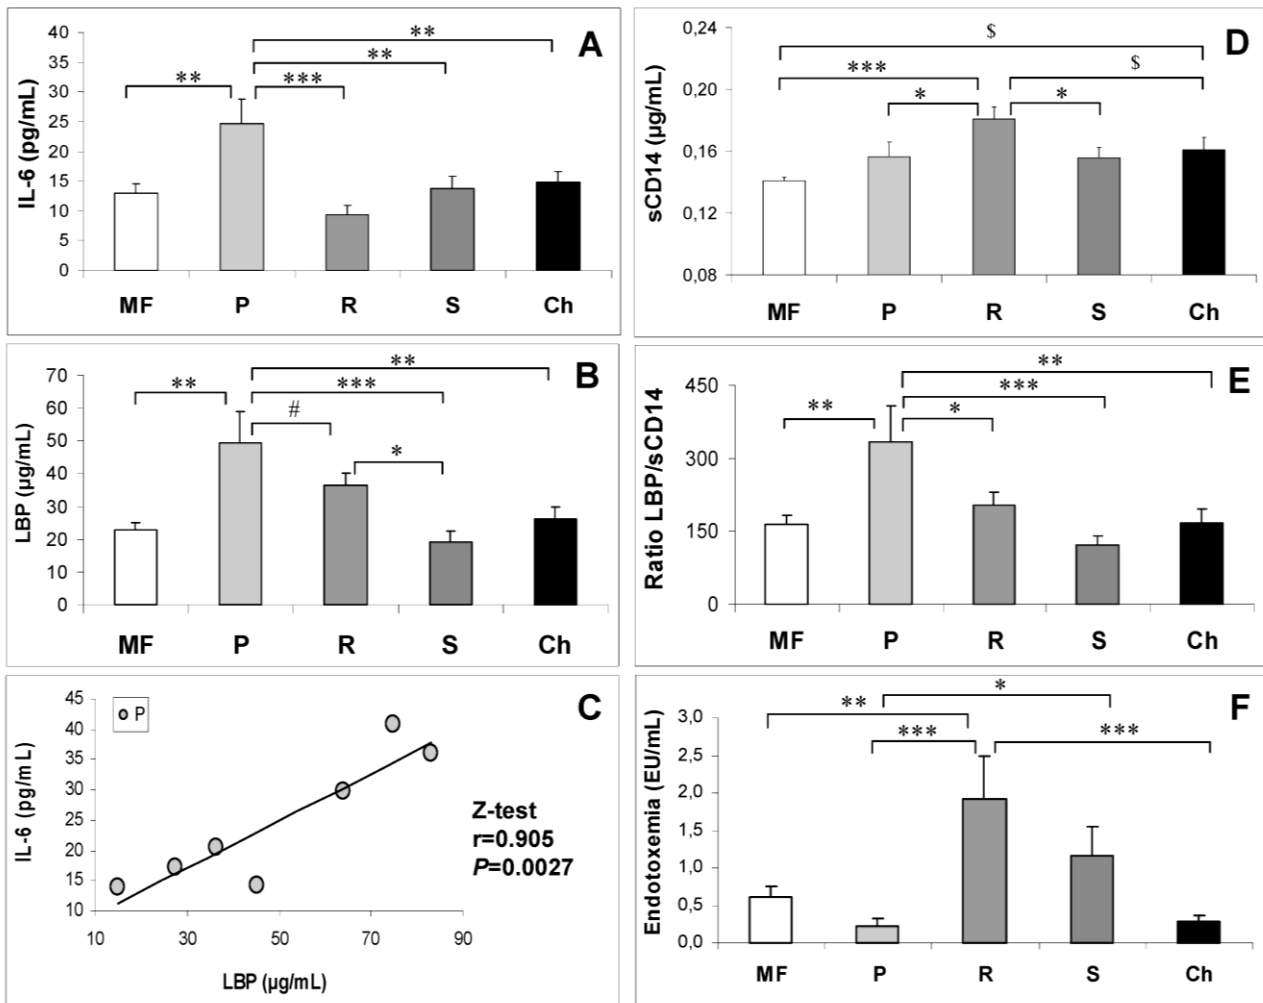 A
IL-6 (pg/mL)
40
35
30
25
20
15
10
5
0
**
**
**
***
MF P R S Ch
B
LBP (µg/mL)
70
60
50
40
30
20
10
0
**
**
***
#
*
MF P R S Ch
C
IL-6 (pg/mL)
45
40
35
30
25
20
15
10
P
Z-test
r=0.905
P=0.0027
10 30 50 70 90
LBP (µg/mL)
D
sCD14 (µg/mL)
0,24
0,20
0,16
0,12
0,08
$
***
$
*
*
MF P R S Ch
E
Ratio LBP/sCD14
450
300
150
0
**
***
**
*
MF P R S Ch
F
Endotoxemia (EU/mL)
3,0
2,5
2,0
1,5
1,0
0,5
0,0
*
**
***
***
MF P R S Ch